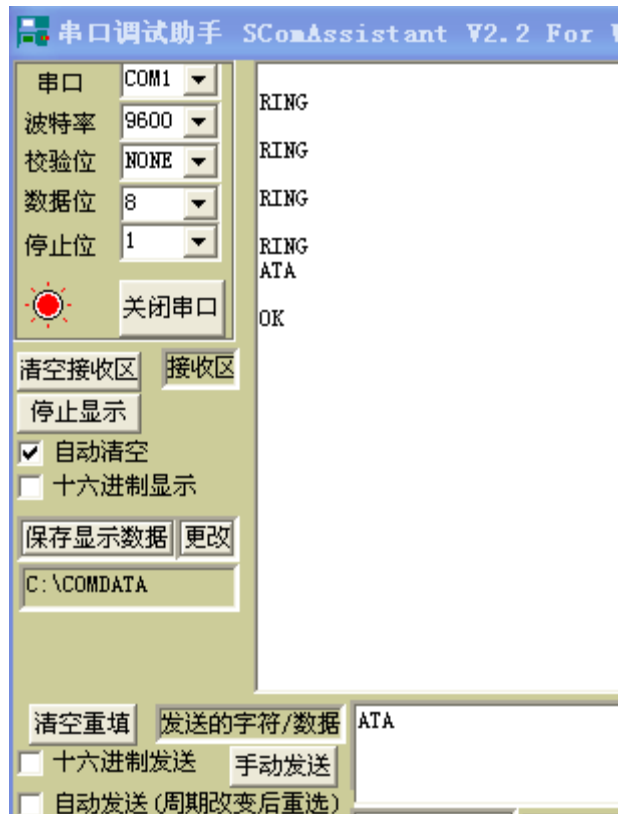 串口调试助手 SComAssistant V2.2 For
串口 COM1
波特率 9600
校验位 NONE
数据位 8
停止位 1
关闭串口
清空接收区 接收区
停止显示
自动清空
十六进制显示
保存显示数据 更改
C:\COMDATA
RING
RING
RING
RING
ATA
OK
清空重填 发送的字符/数据 ATA
十六进制发送 手动发送
自动发送(周期改变后重选)